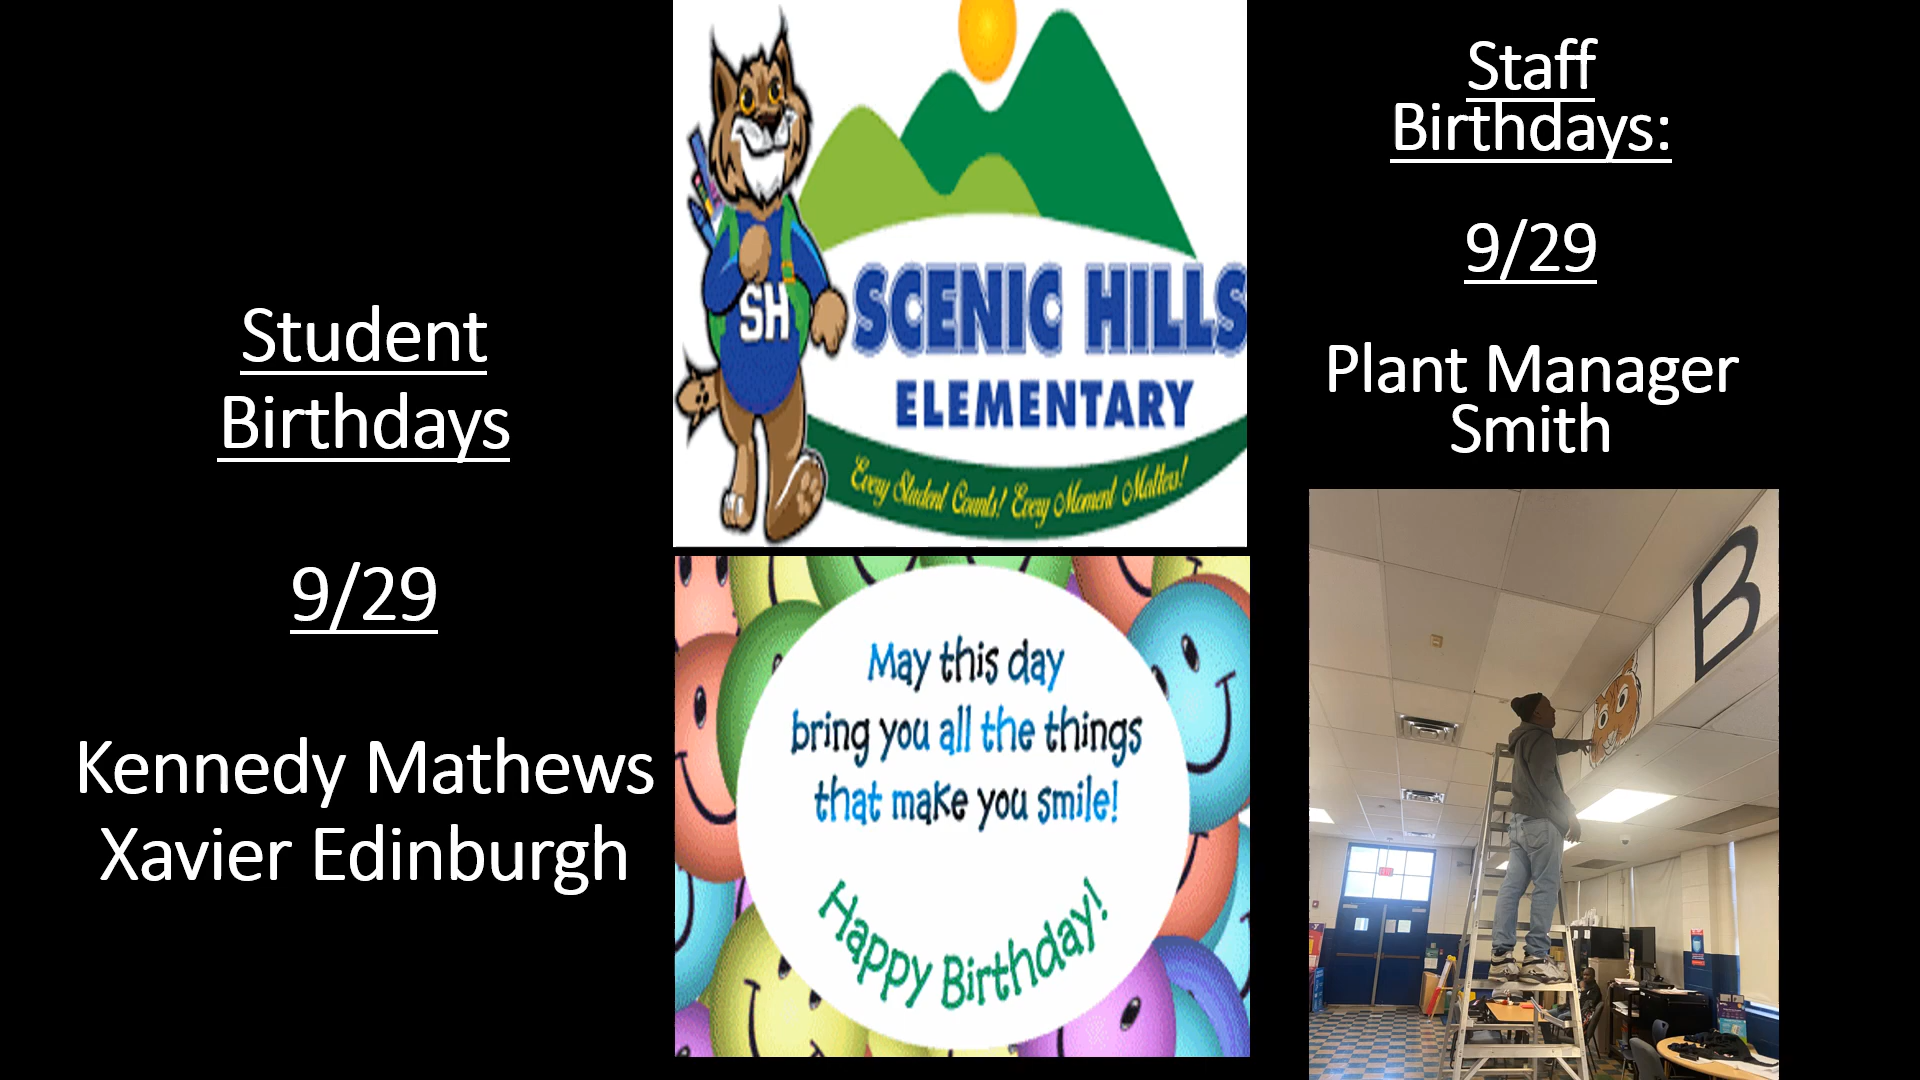 Student
Birthdays
9/29
Kennedy Mathews
Xavier Edinburgh
SH
SCENIC HILLS
ELEMENTARY
Every Student Counts! Every Moment Matters!
May this day
bring you all the things
that make you smile!
Happy Birthday!
Staff
Birthdays:
9/29
Plant Manager
Smith
B